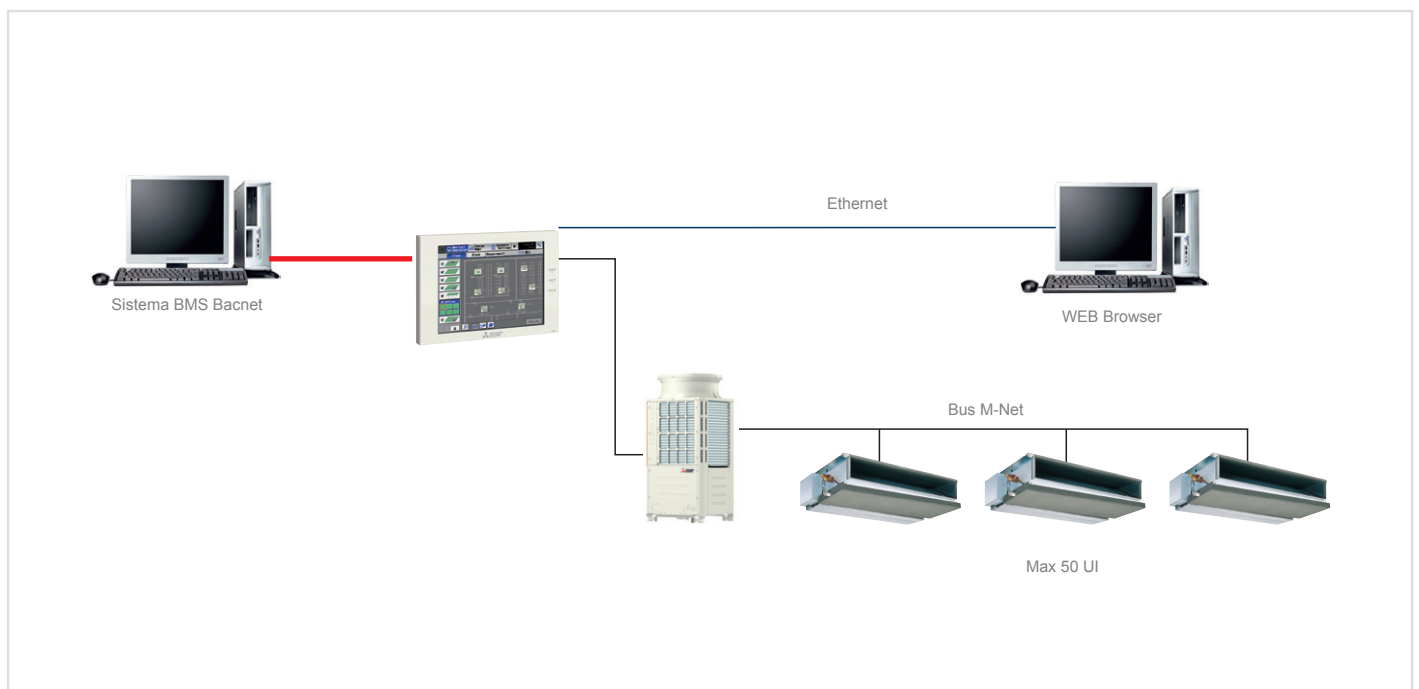 Ethernet
Sistema BMS Bacnet
WEB Browser
Bus M-Net
Max 50 UI